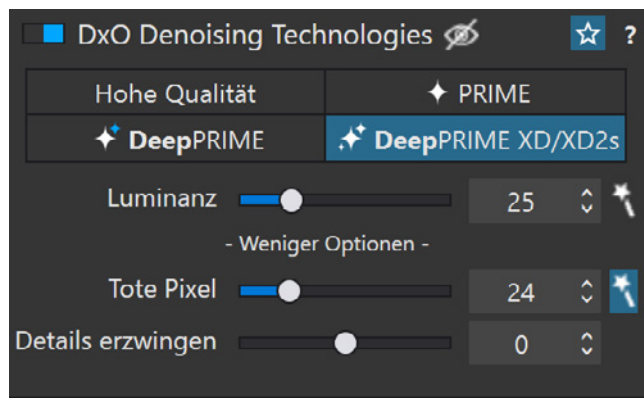 DxO Denoising Technologies ?
Hohe Qualität PRIME
DeepPRIME DeepPRIME XD/XD2s
Luminanz 25
- Weniger Optionen -
Tote Pixel 24
Details erzwingen 0